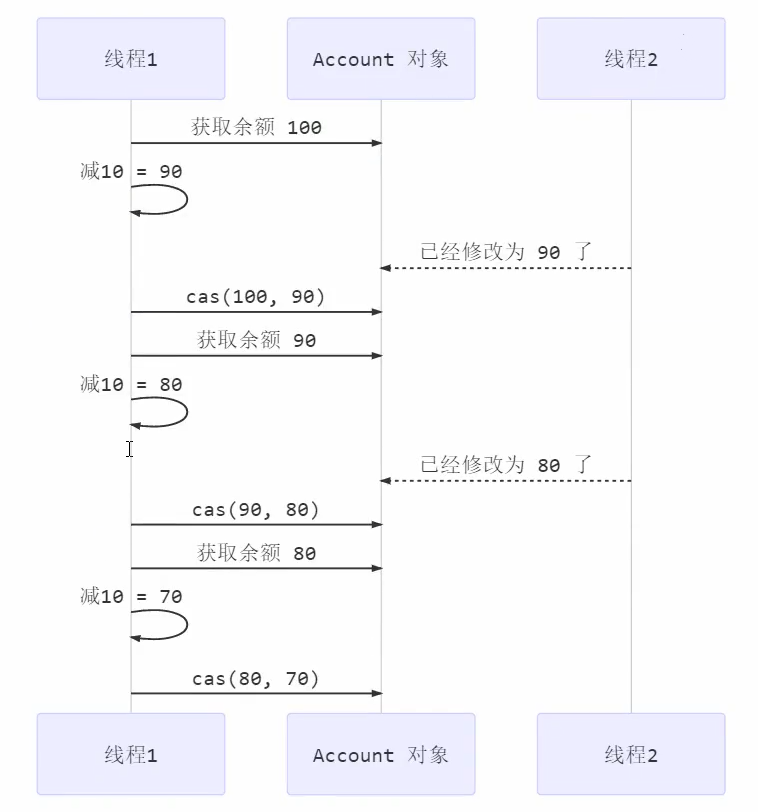 线程1
Account 对象
线程2
获取余额 100
减10 = 90
已经修改为 90 了
cas(100, 90)
获取余额 90
减10 = 80
已经修改为 80 了
cas(90, 80)
获取余额 80
减10 = 70
cas(80, 70)
线程1
Account 对象
线程2